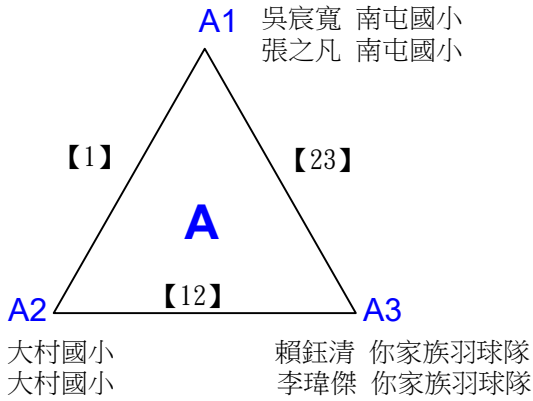 A1 吳宸寬 南屯國小
張之凡 南屯國小
【1】 【23】
A
【12】
A2 A3
大村國小 賴鈺清 你家族羽球隊
大村國小 李瑋傑 你家族羽球隊